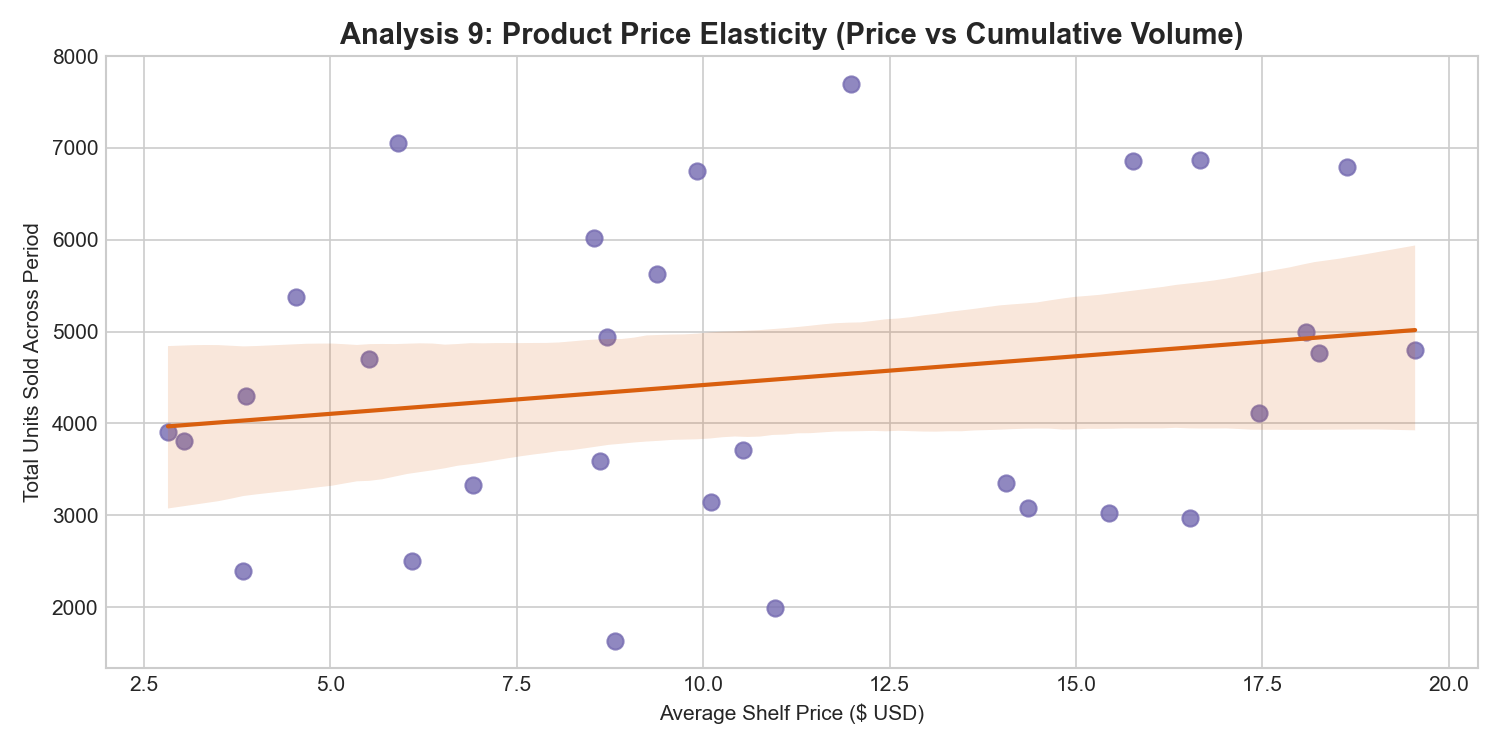 Analysis 9: Product Price Elasticity (Price vs Cumulative Volume)
8000
7000
6000
5000
4000
3000
2000
Total Units Sold Across Period
2.5 5.0 7.5 10.0 12.5 15.0 17.5 20.0
Average Shelf Price ($ USD)